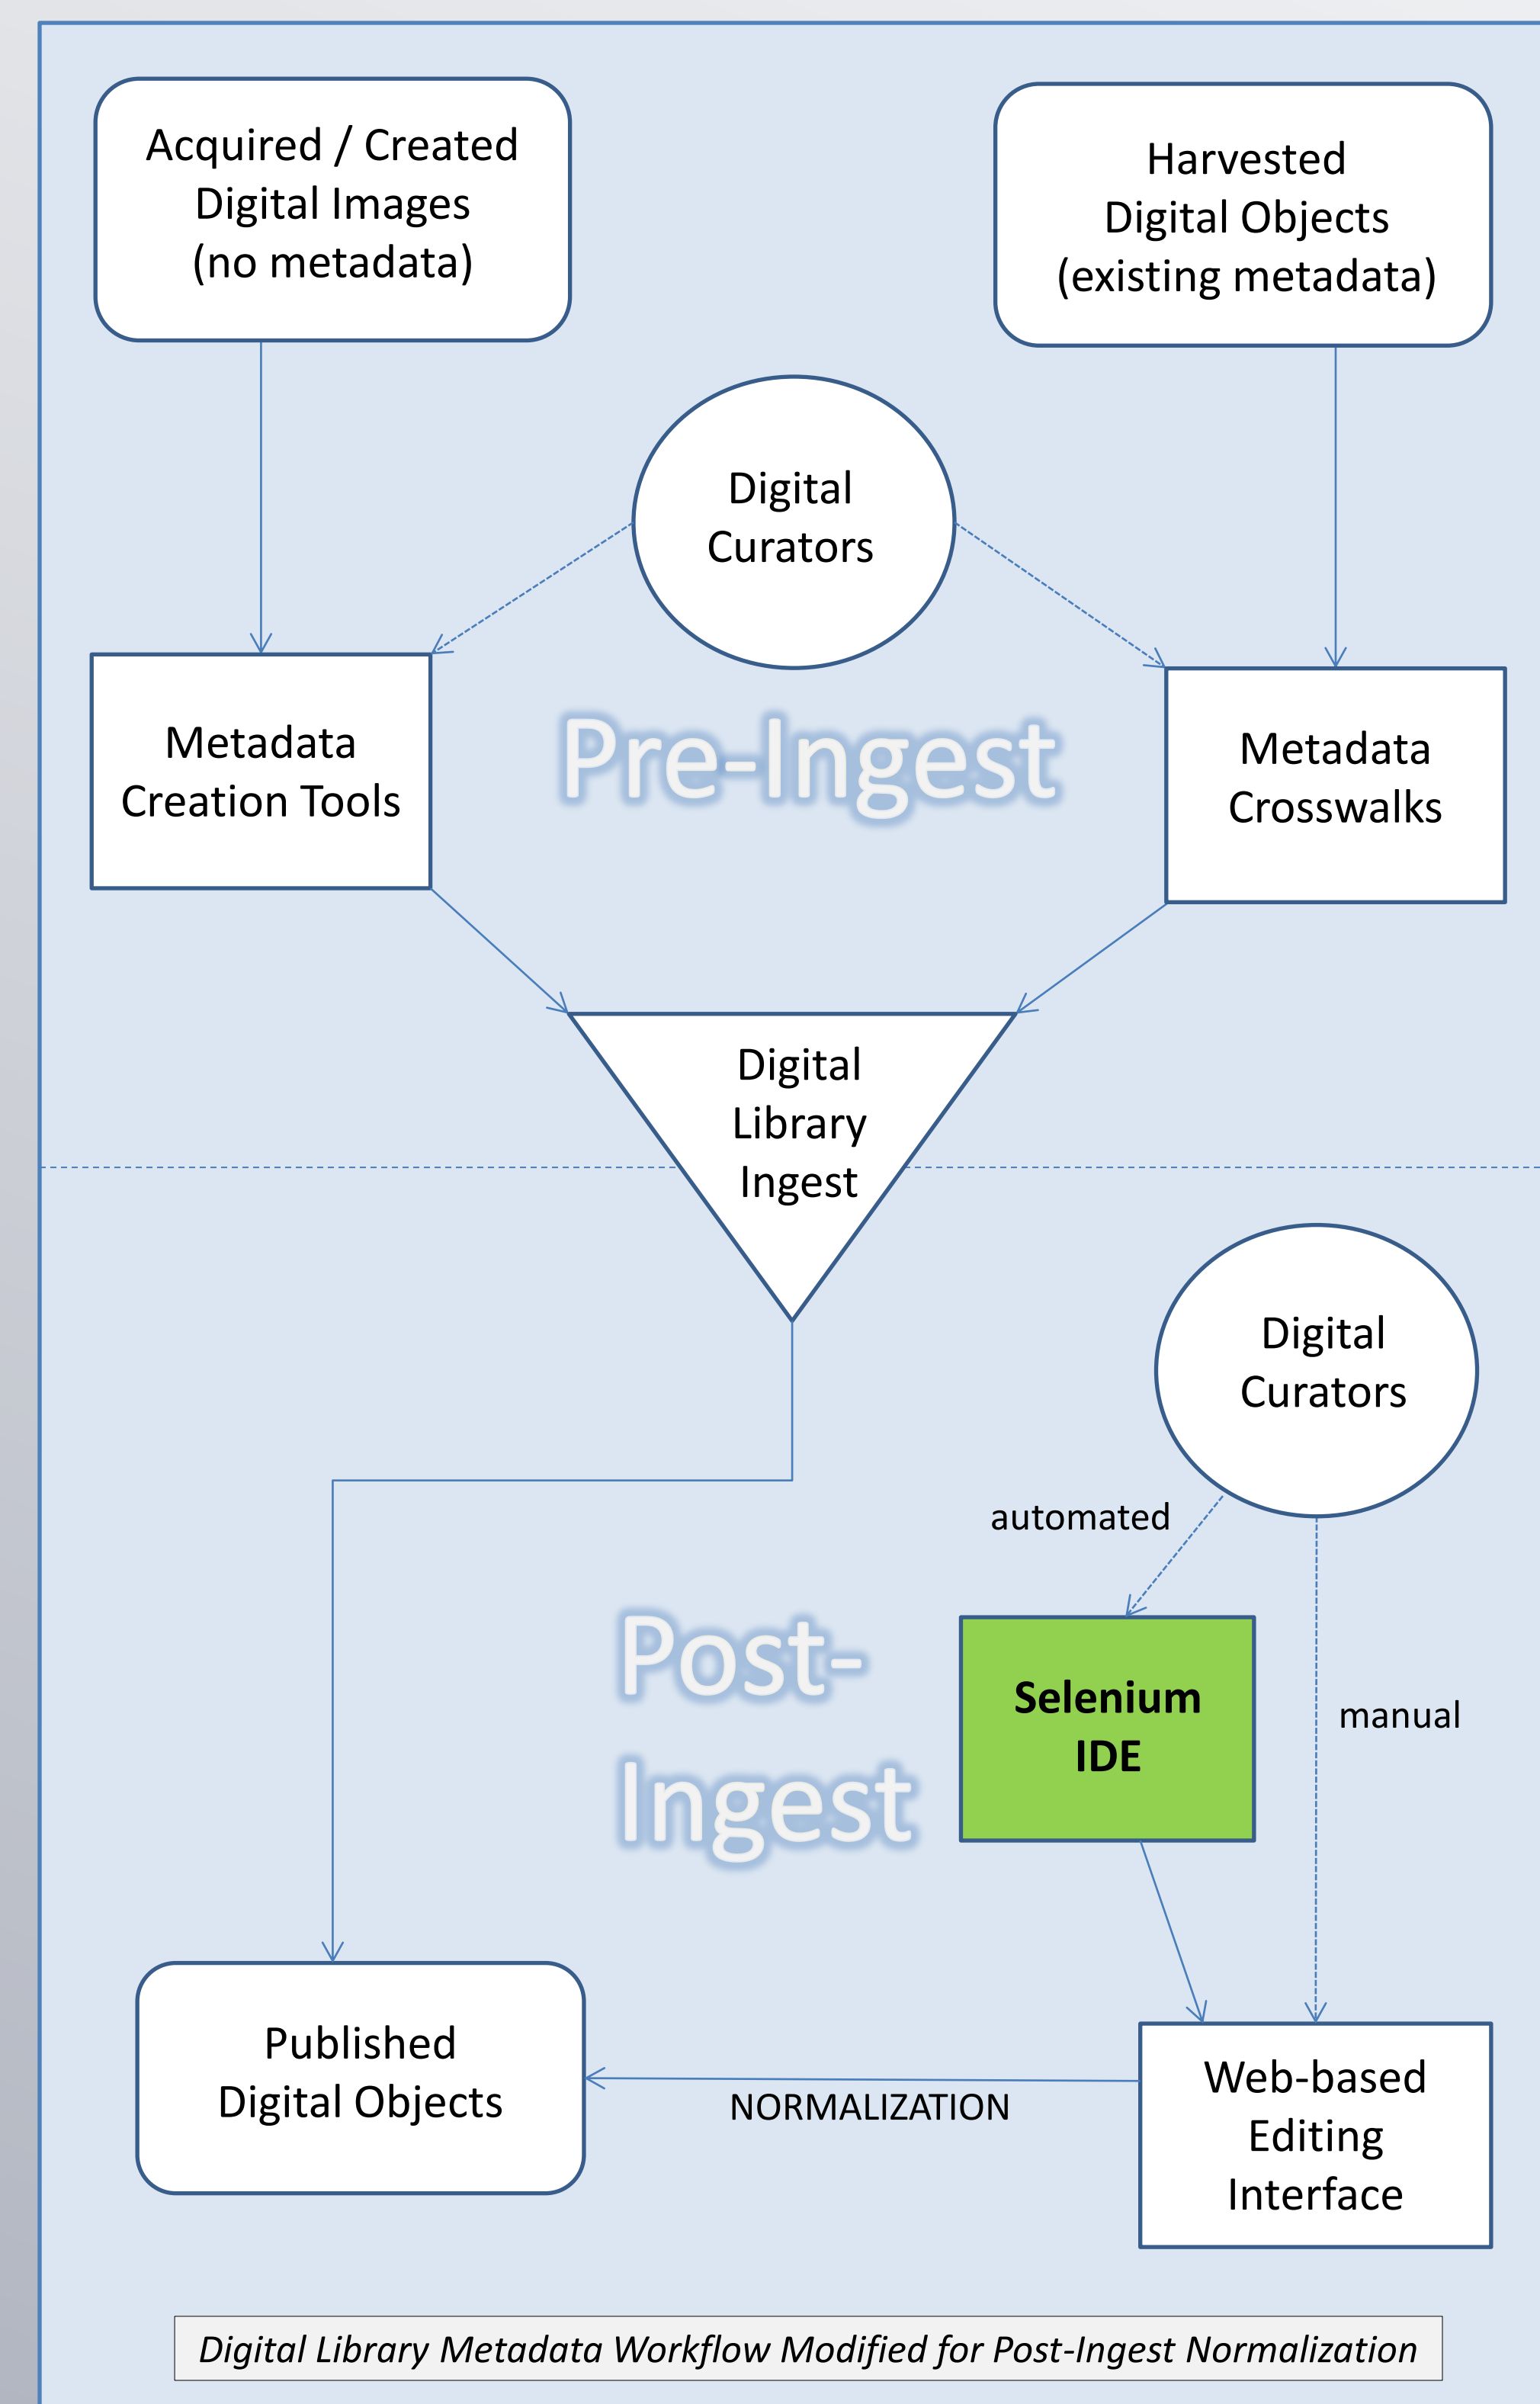 Acquired / Created
Digital Images
(no metadata)
Harvested
Digital Objects
(existing metadata)
Digital
Curators
Metadata
Creation Tools
Pre-Ingest
Metadata
Crosswalks
Digital
Library
Ingest
Digital
Curators
automated
Post-
Ingest
Selenium
IDE
manual
Published
Digital Objects
NORMALIZATION
Web-based
Editing
Interface
Digital Library Metadata Workflow Modified for Post-Ingest Normalization